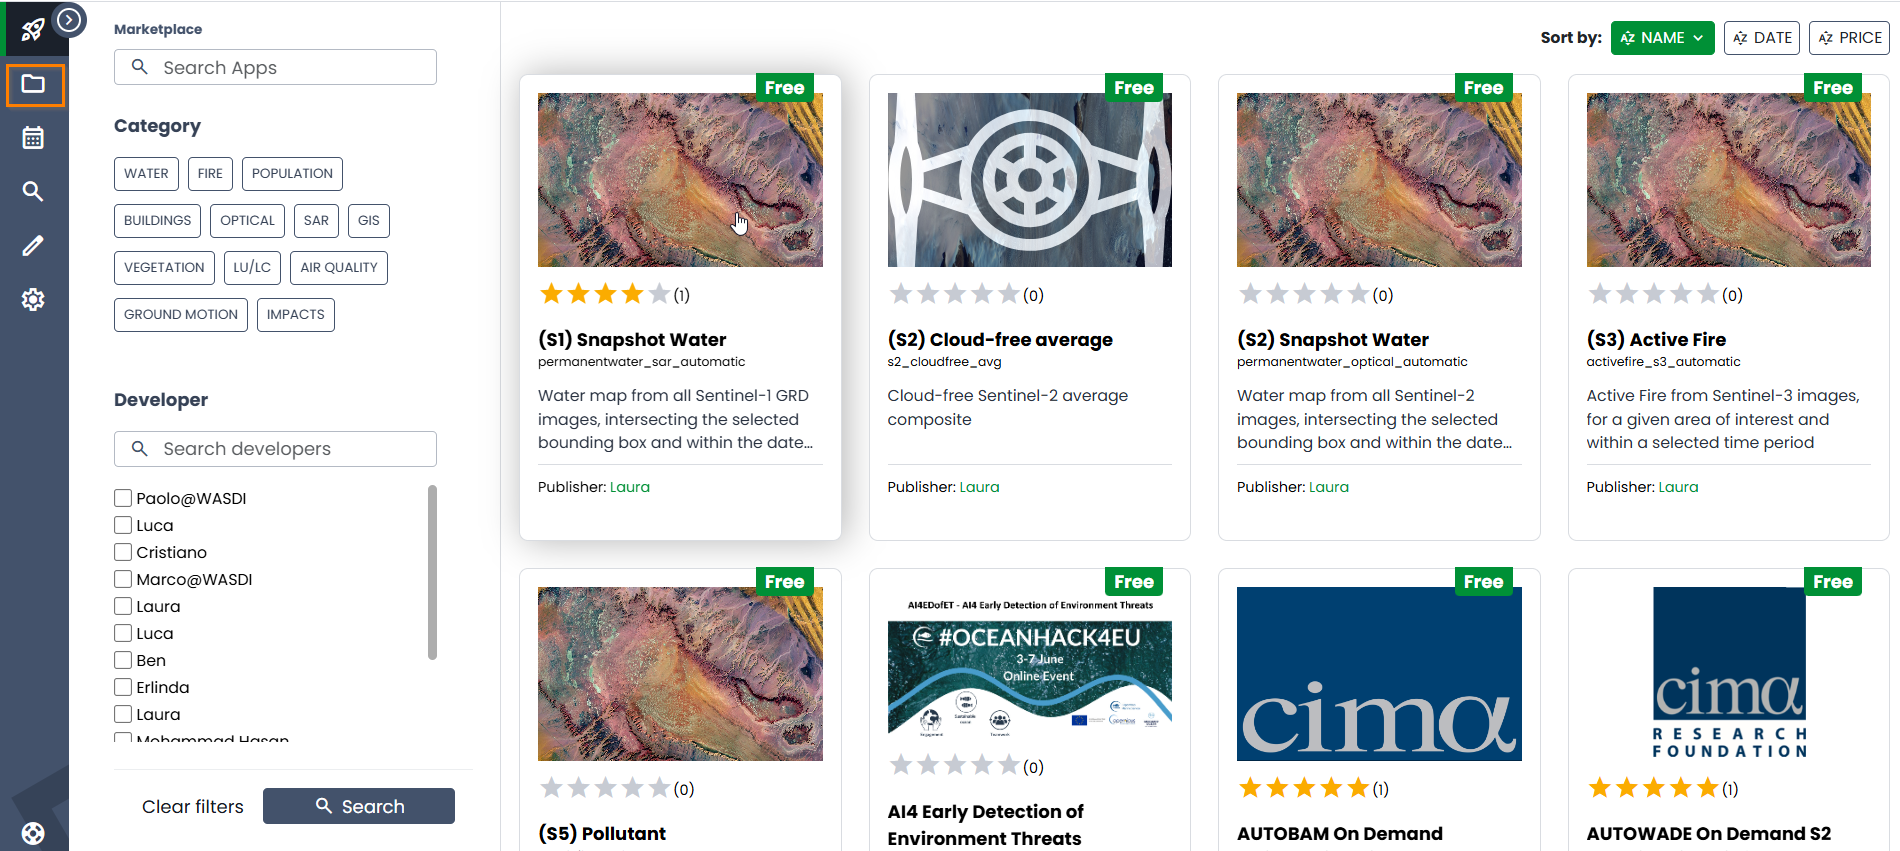 Marketplace
Search Apps
Category
WATER
FIRE
POPULATION
BUILDINGS
OPTICAL
SAR
GIS
VEGETATION
LU/LC
AIR QUALITY
GROUND MOTION
IMPACTS
Developer
Search developers
Paolo@WASDI
Luca
Cristiano
Marco@WASDI
Laura
Luca
Ben
Erlinda
Laura
Mohammad Hasan
Clear filters
Search
Sort by:
NAME
DATE
PRICE
Free
(1)
(S1) Snapshot Water
permanentwater_sar_automatic
Water map from all Sentinel-1 GRD
images, intersecting the selected
bounding box and within the date...
Publisher: Laura
Free
(0)
(S2) Cloud-free average
s2_cloudfree_avg
Cloud-free Sentinel-2 average
composite
Publisher: Laura
Free
(0)
(S2) Snapshot Water
permanentwater_optical_automatic
Water map from all Sentinel-2
images, intersecting the selected
bounding box and within the date...
Publisher: Laura
Free
(0)
(S3) Active Fire
activefire_s3_automatic
Active Fire from Sentinel-3 images,
for a given area of interest and
within a selected time period
Publisher: Laura
Free
(0)
(S5) Pollutant
Free
AI4EDofET - AI4 Early Detection of Environment Threats
#OCEANHACK4EU
3-7 June
Online Event
Engagement
Teamwork
(0)
AI4 Early Detection of
Environment Threats
Free
cima
(1)
AUTOBAM On Demand
Free
cima
RESEARCH
FOUNDATION
(1)
AUTOWADE On Demand S2